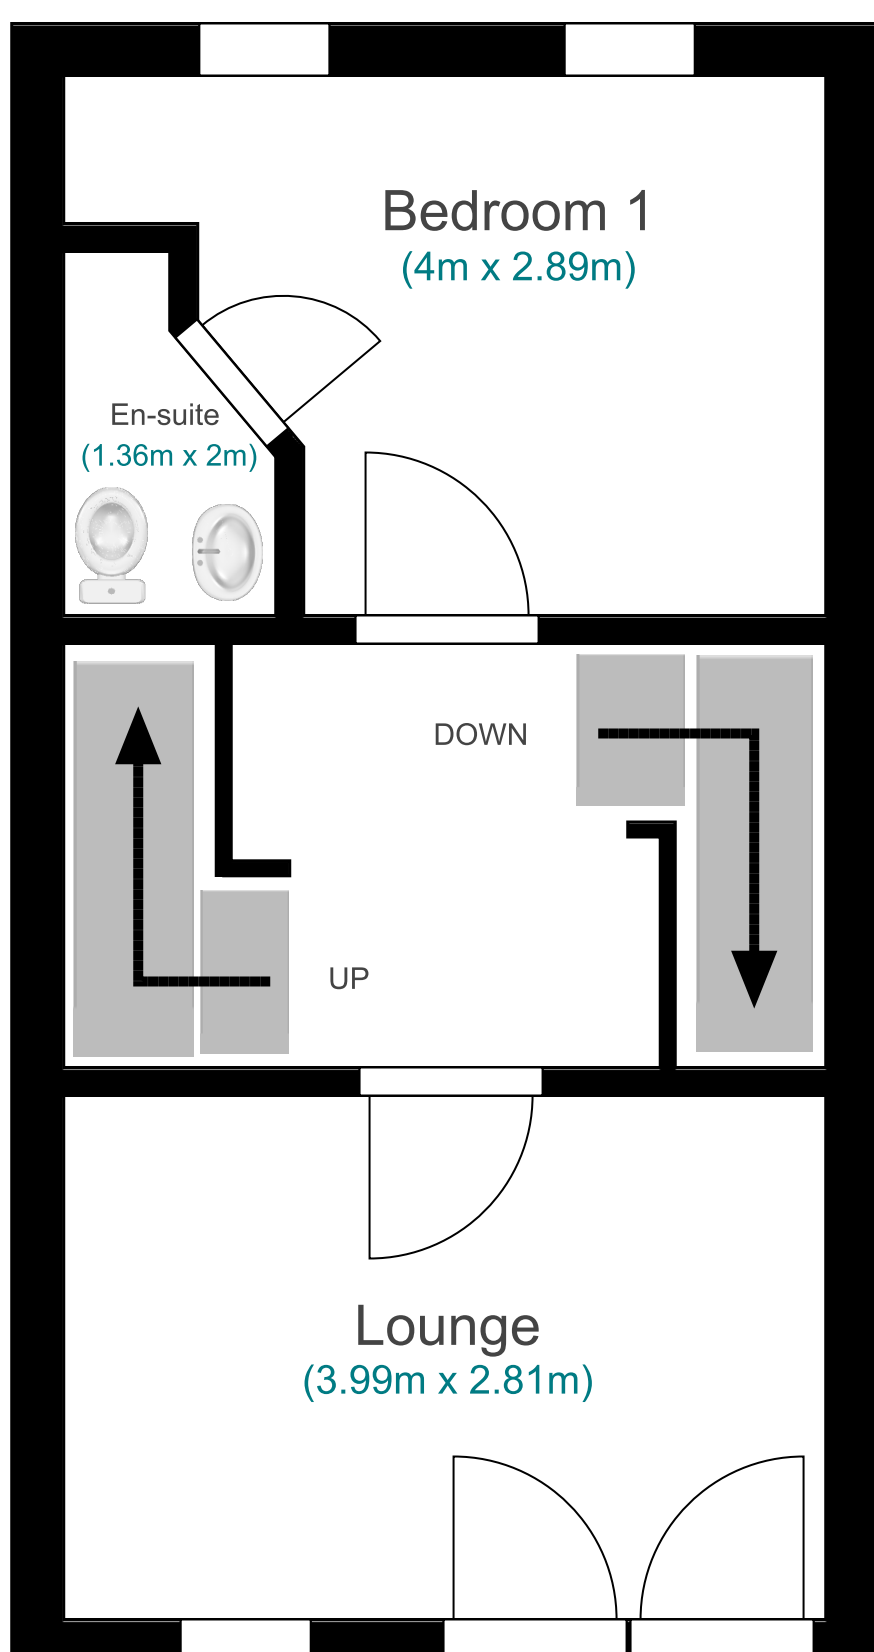 Bedroom 1
(4m x 2.89m)
En-suite
(1.36m x 2m)
DOWN
UP
Lounge
(3.99m x 2.81m)